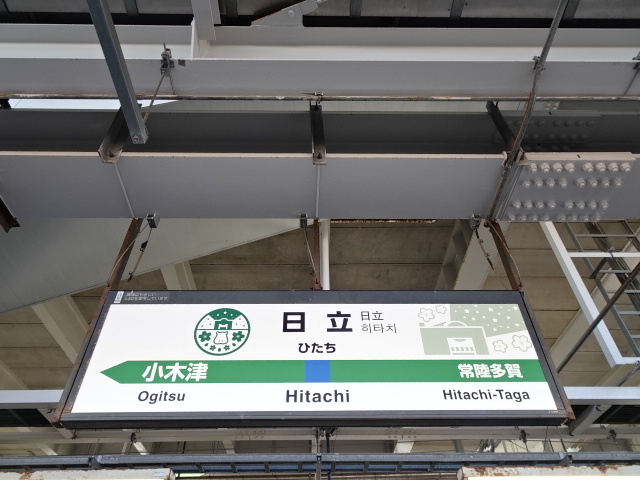 日立
日立
히타치
ひたち
小木津
常陸多賀
Ogitsu
Hitachi
Hitachi-Taga